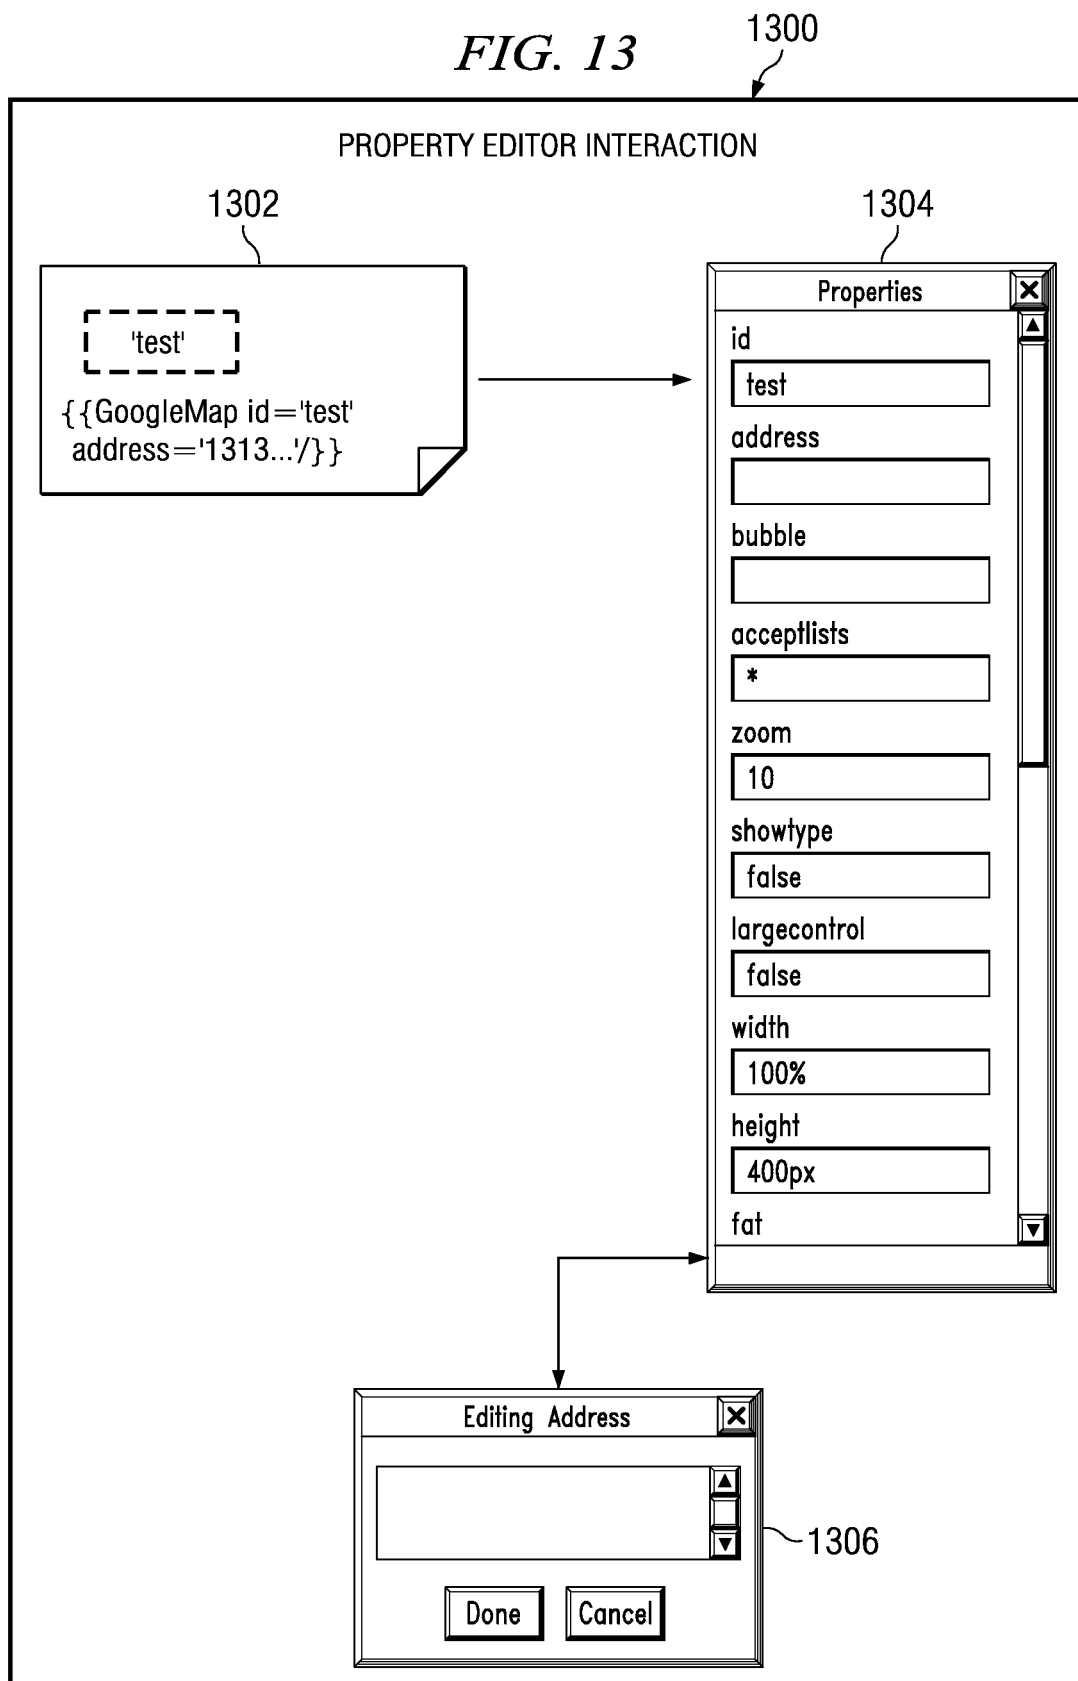 FIG. 13
1300
PROPERTY EDITOR INTERACTION
1302
1304
'test'
{{GoogleMap id='test'
address='1313...'/}}
Properties
id
test
address
bubble
acceptlists
*
zoom
10
showtype
false
largecontrol
false
width
100%
height
400px
fat
Editing Address
1306
Done
Cancel